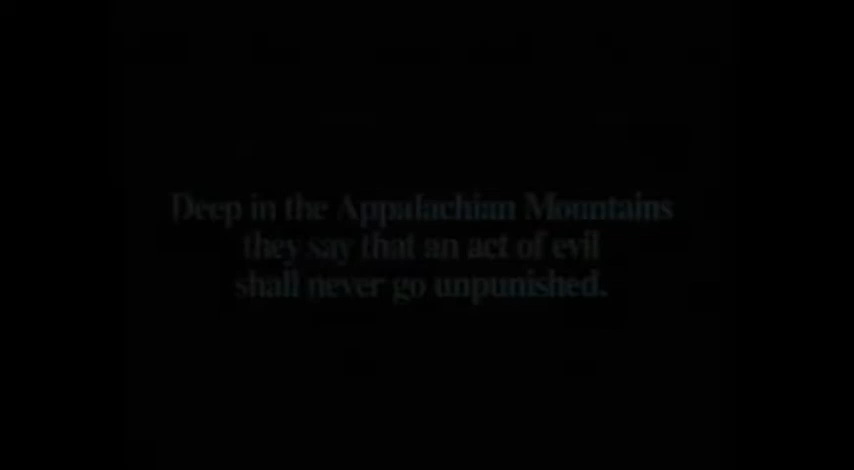 Deep in the Appalachian Mountains
they say that an act of evil
shall never go unpunished.